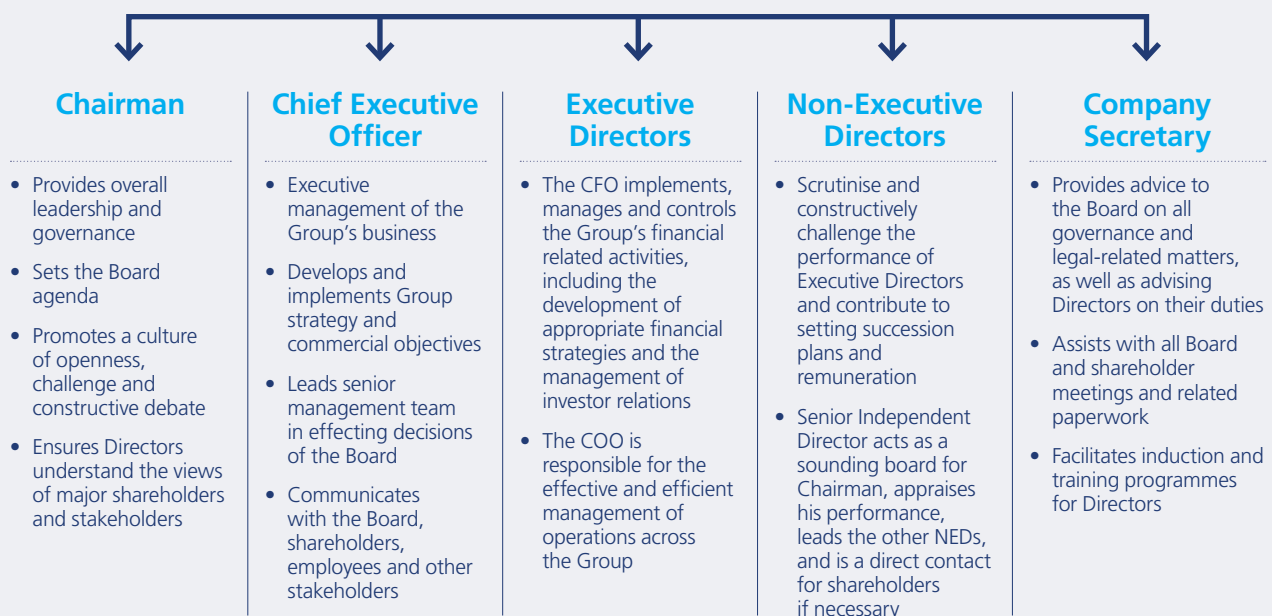 Chairman
• Provides overall
leadership and
governance
• Sets the Board
agenda
• Promotes a culture
of openness,
challenge and
constructive debate
• Ensures Directors
understand the views
of major shareholders
and stakeholders
Chief Executive
Officer
• Executive
management of the
Group's business
• Develops and
implements Group
strategy and
commercial objectives
• Leads senior
management team
in effecting decisions
of the Board
• Communicates
with the Board,
shareholders,
employees and other
stakeholders
Executive
Directors
• The CFO implements,
manages and controls
the Group's financial
related activities,
including the
development of
appropriate financial
strategies and the
management of
investor relations
• The COO is
responsible for the
effective and efficient
management of
operations across
the Group
Non-Executive
Directors
• Scrutinise and
constructively
challenge the
performance of
Executive Directors
and contribute to
setting succession
plans and
remuneration
• Senior Independent
Director acts as a
sounding board for
Chairman, appraises
his performance,
leads the other NEDs,
and is a direct contact
for shareholders
if necessary
Company
Secretary
• Provides advice to
the Board on all
governance and
legal-related matters,
as well as advising
Directors on their duties
• Assists with all Board
and shareholder
meetings and related
paperwork
• Facilitates induction and
training programmes
for Directors